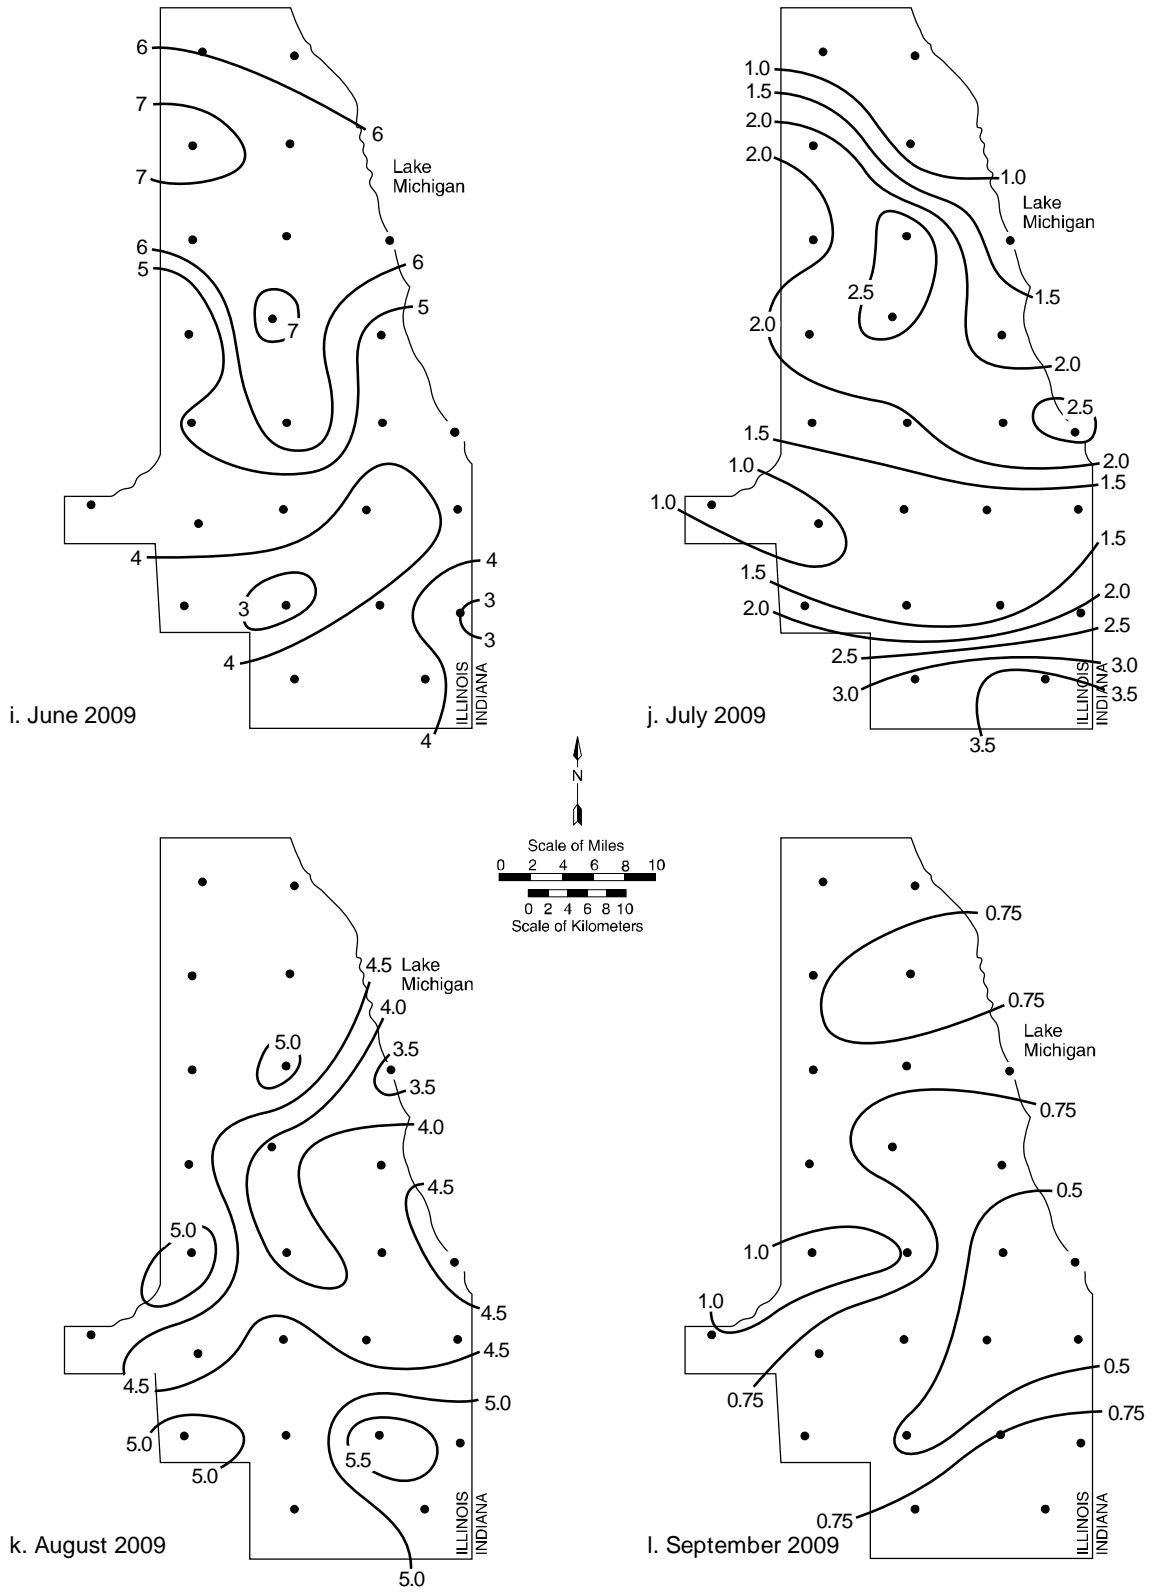 6
7
6
Lake
Michigan
7
6
5
6
5
7
4
4
3
3
3
4
ILLINOIS
INDIANA
i. June 2009
4
1.0
1.5
2.0
2.0
1.0
Lake
Michigan
2.5
1.5
2.0
2.0
2.5
1.5
2.0
1.5
1.0
1.0
1.5
1.5
2.0
2.0
2.5
2.5
3.0
3.0
3.5
ILLINOIS
INDIANA
j. July 2009
3.5
N
Scale of Miles
0 2 4 6 8 10
0 2 4 6 8 10
Scale of Kilometers
4.5
Lake
Michigan
4.0
5.0
3.5
3.5
4.0
4.5
5.0
4.5
4.5
4.5
5.0
5.0
5.5
5.0
ILLINOIS
INDIANA
k. August 2009
5.0
0.75
0.75
Lake
Michigan
0.75
0.5
1.0
1.0
0.5
0.75
0.75
0.75
ILLINOIS
INDIANA
l. September 2009